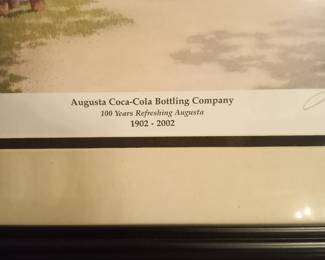 Augusta Coca-Cola Bottling Company
100 Years Refreshing Augusta
1902 - 2002